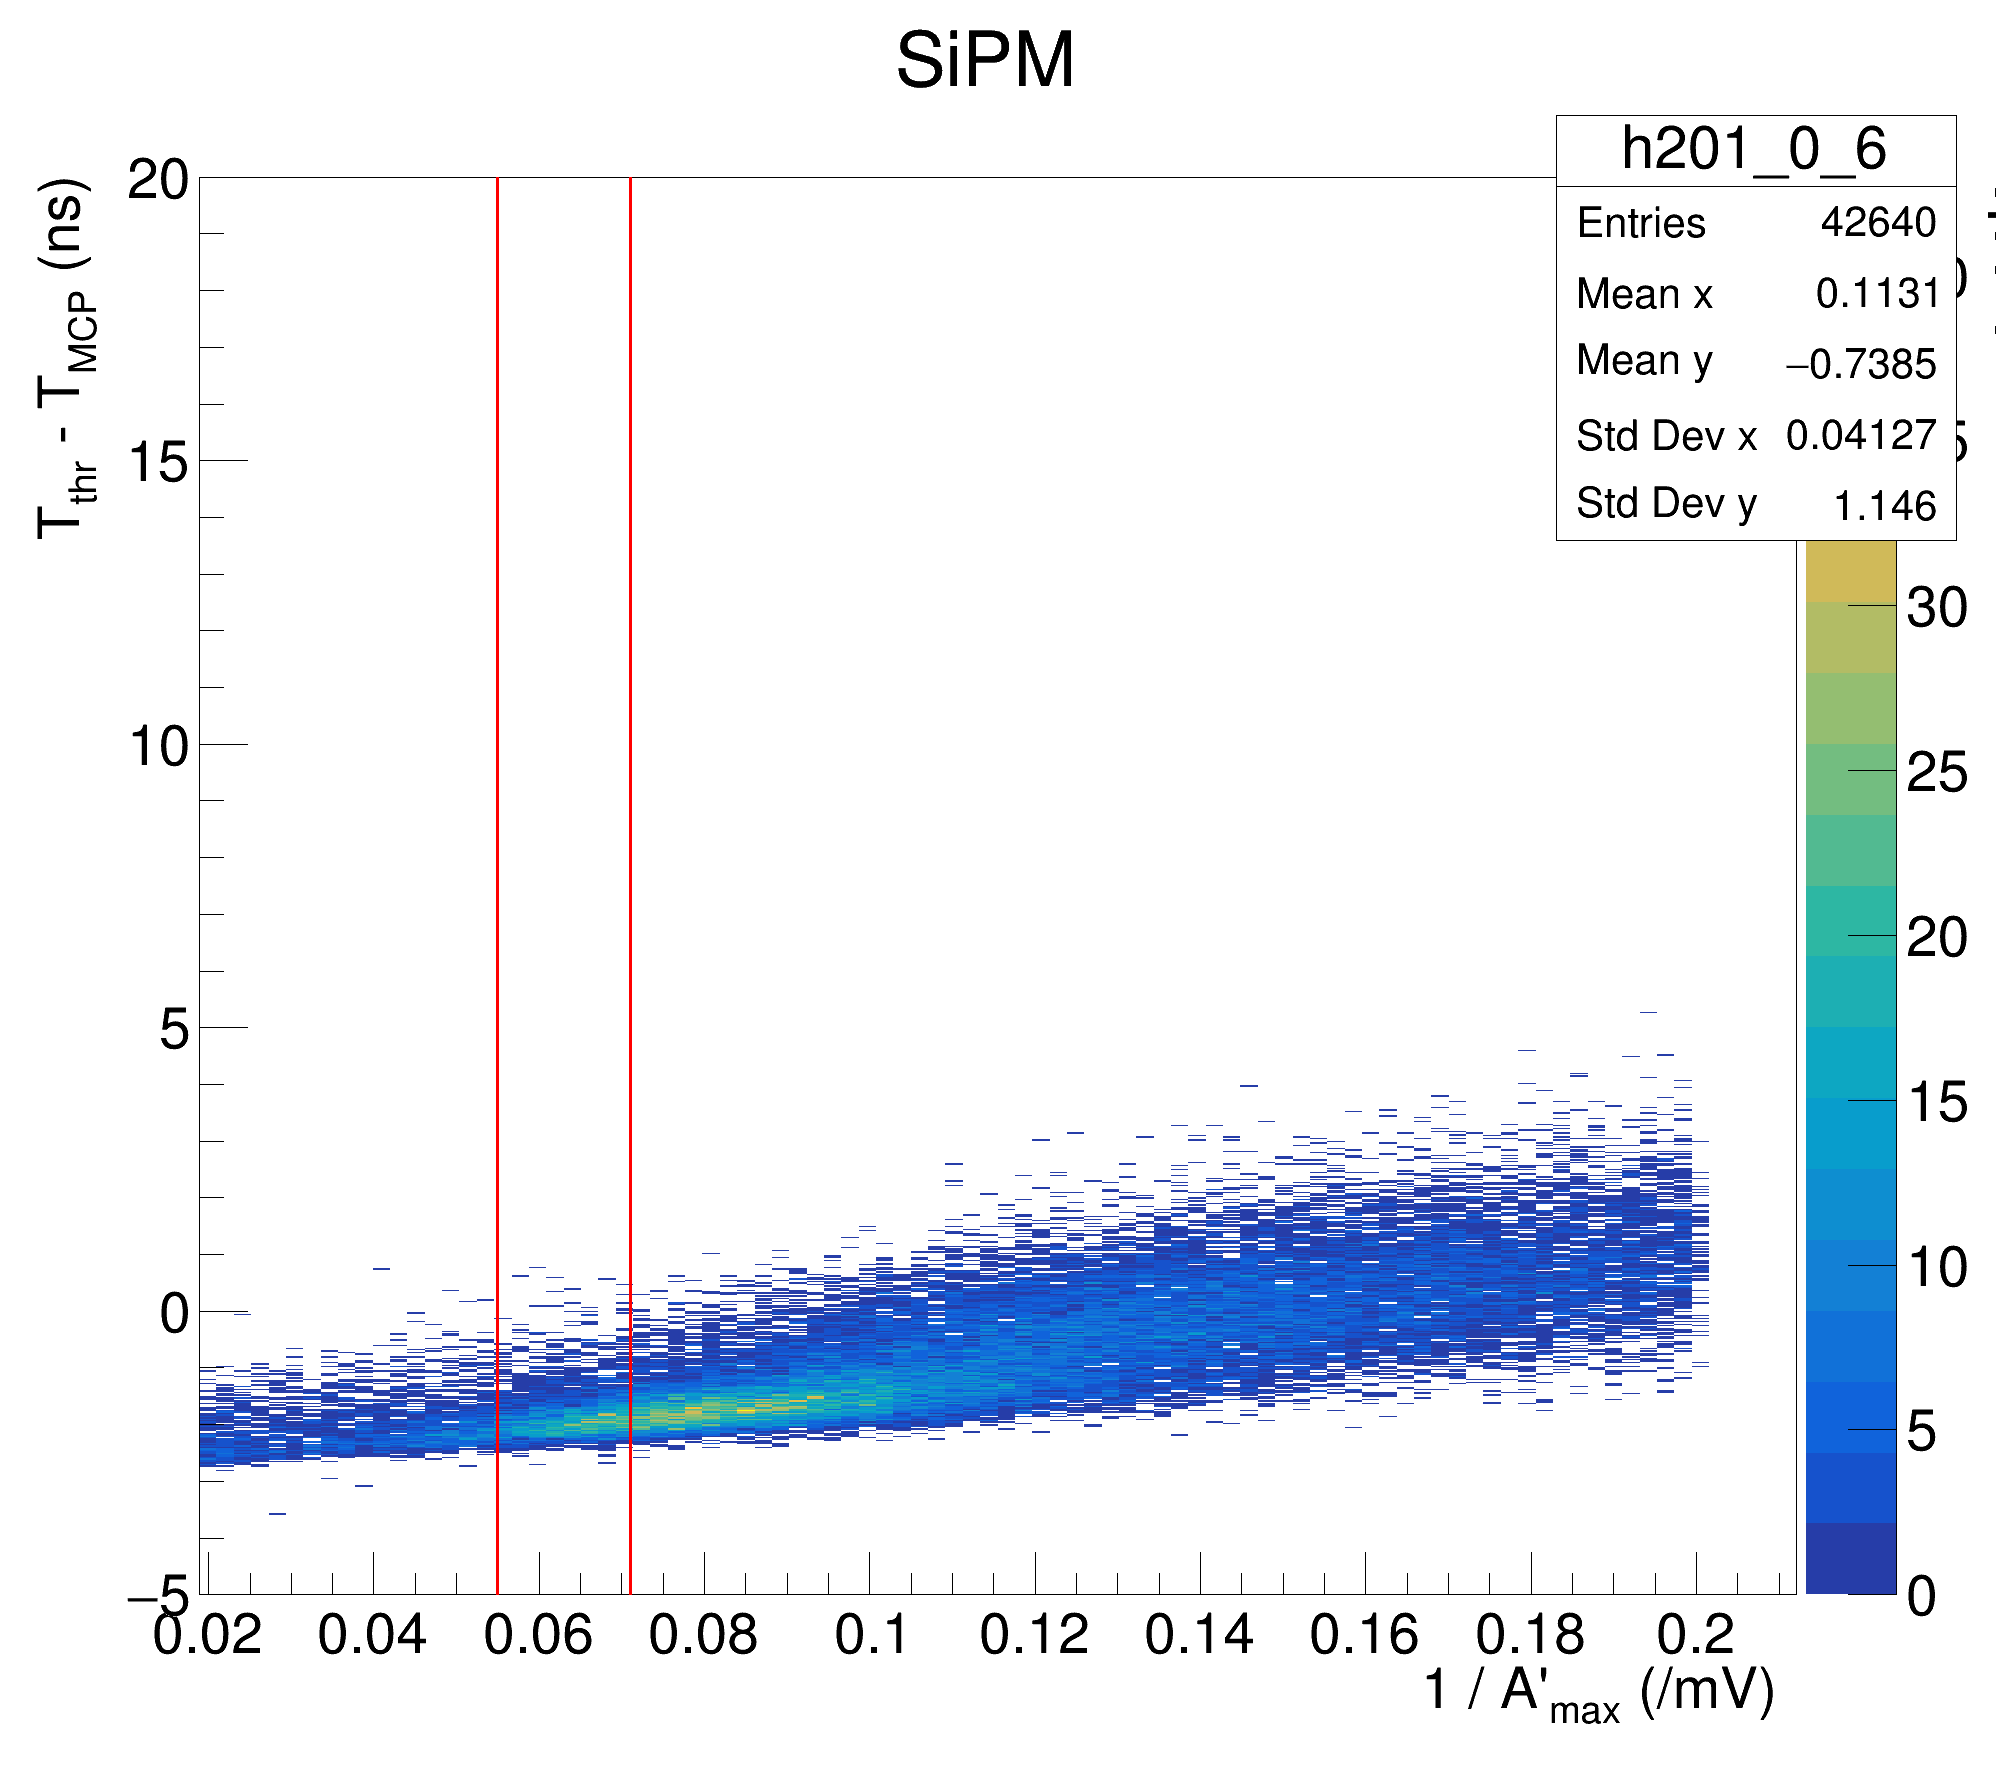 SiPM
h201_0_6
Entries 42640
Mean x 0.1131
Mean y −0.7385
Std Dev x 0.04127
Std Dev y 1.146
T_thr - T_MCP (ns)
20
15
10
5
0
−5
0.02 0.04 0.06 0.08 0.1 0.12 0.14 0.16 0.18 0.2
1 / A'_max (/mV)
30
25
20
15
10
5
0